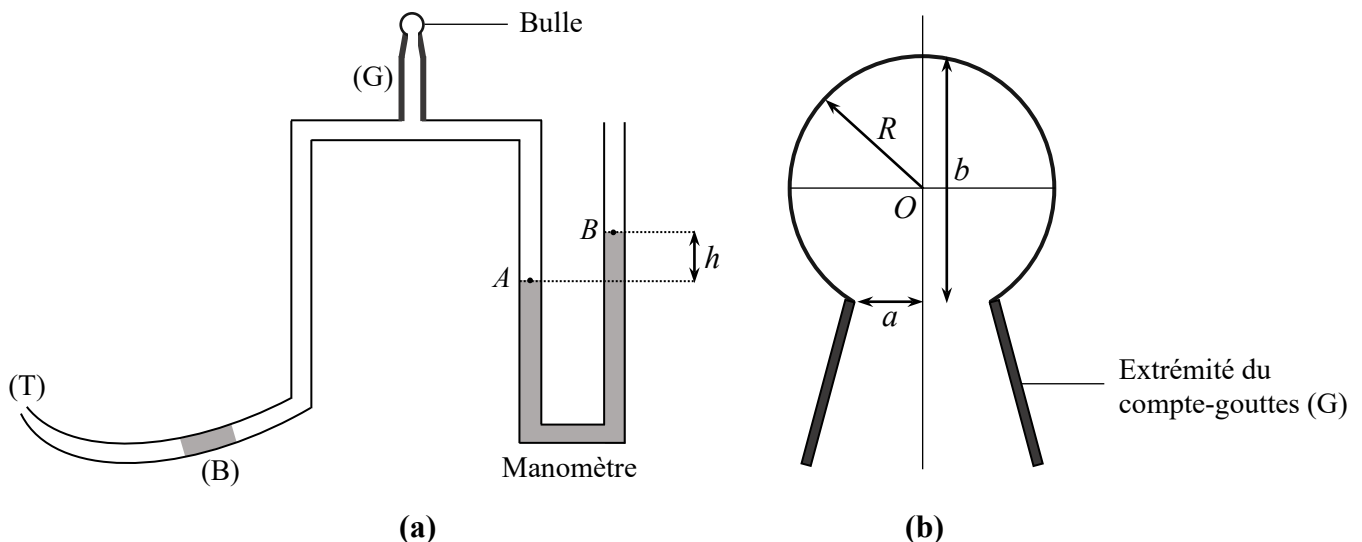 Bulle
(G)
B
h
A
(T)
(B)
Manomètre
(a)
R
b
O
a
Extrémité du
compte-gouttes (G)
(b)